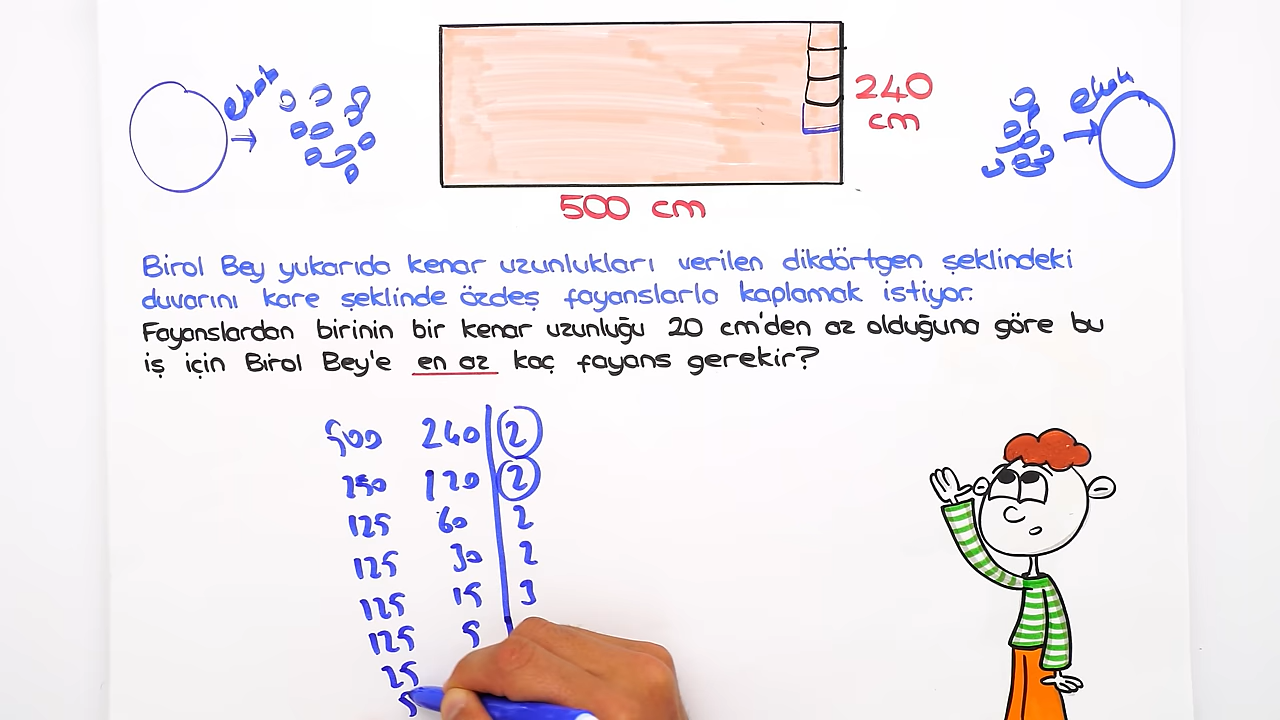 ebob
240
cm
ekok
500 cm
Birol Bey yukarıda kenar uzunlukları verilen dikdörtgen şeklindeki
duvarını kare şeklinde özdeş fayanslarla kaplamak istiyor.
Fayanslardan birinin bir kenar uzunluğu 20 cm'den az olduğuna göre bu
iş için Birol Bey'e en az kaç fayans gerekir?
500 240 2
250 120 2
125 60 2
125 30 2
125 15 3
125 5
25
5